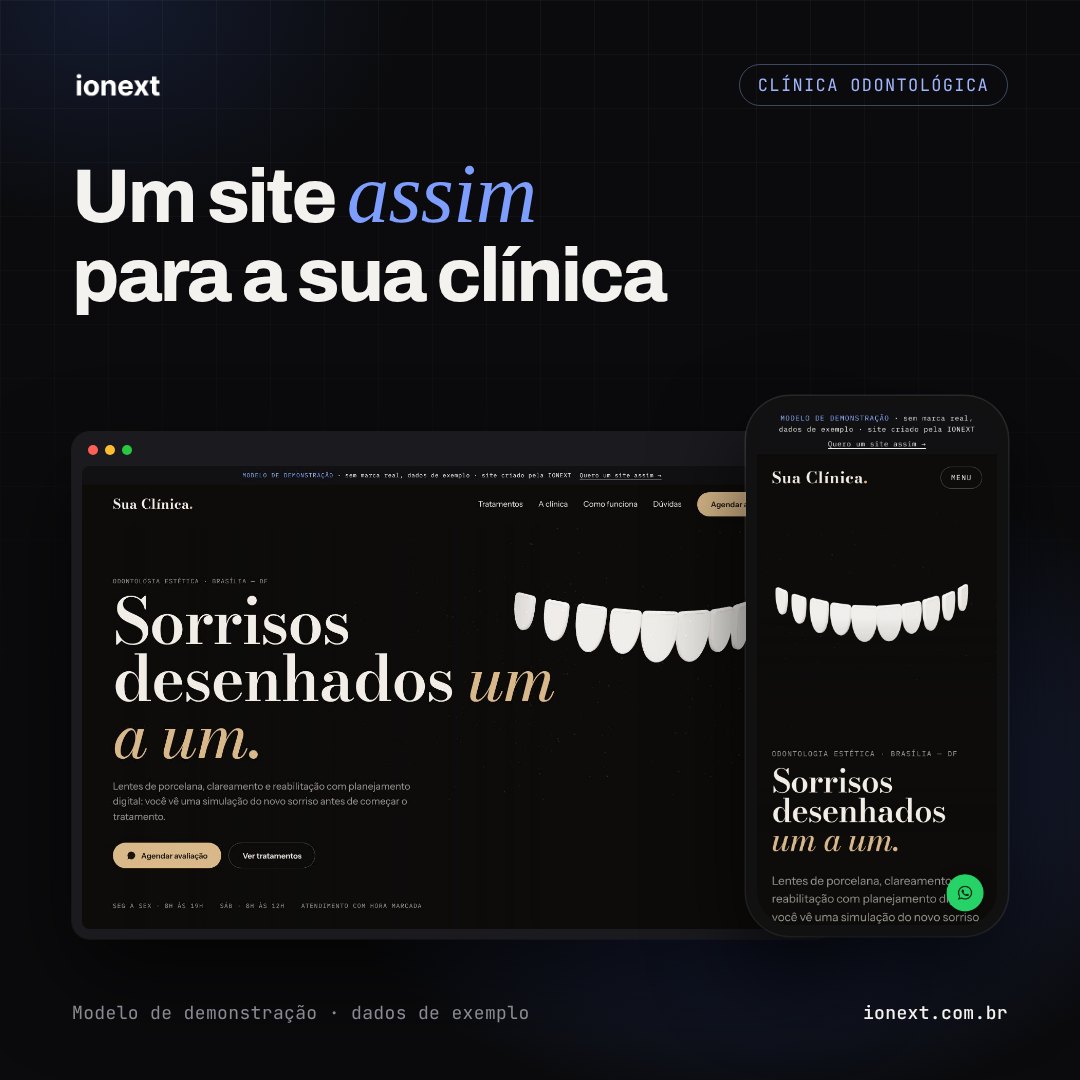 ionext
CLÍNICA ODONTOLÓGICA
Um site assim
para a sua clínica
MODELO DE DEMONSTRAÇÃO · sem marca real, dados de exemplo · site criado pela IONEXT Quero um site assim →
Sua Clínica.
Tratamentos A clínica Como funciona Dúvidas Agendar
ODONTOLOGIA ESTÉTICA · BRASÍLIA — DF
Sorrisos
desenhados um
a um.
Lentes de porcelana, clareamento e reabilitação com planejamento
digital: você vê uma simulação do novo sorriso antes de começar o
tratamento.
Agendar avaliação Ver tratamentos
SEG A SEX · 8H ÀS 19H SÁB · 8H ÀS 12H ATENDIMENTO COM HORA MARCADA
MODELO DE DEMONSTRAÇÃO · sem marca real,
dados de exemplo · site criado pela IONEXT
Quero um site assim →
Sua Clínica.
MENU
ODONTOLOGIA ESTÉTICA · BRASÍLIA — DF
Sorrisos
desenhados
um a um.
Lentes de porcelana, clareamento
reabilitação com planejamento
você vê uma simulação do novo sorriso
Modelo de demonstração · dados de exemplo
ionext.com.br